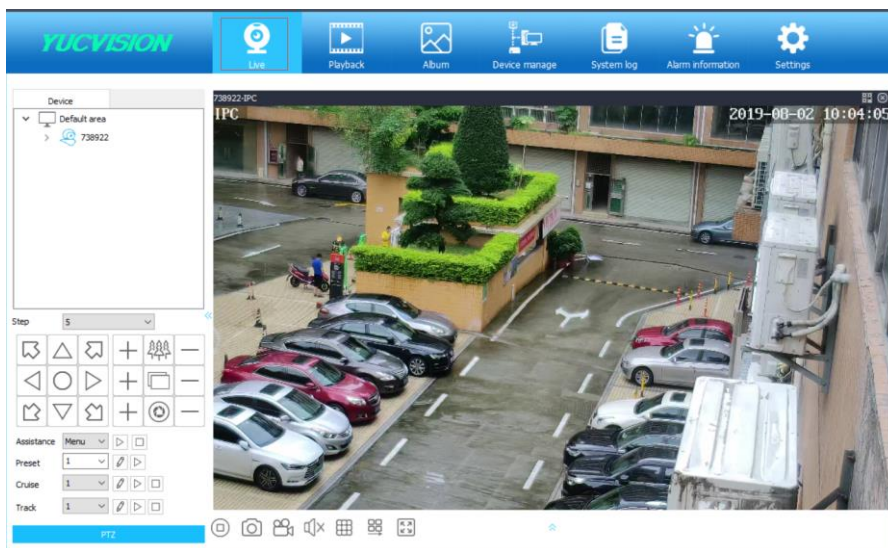 YUCVISION
Live
Playback
Album
Device manage
System log
Alarm information
Settings
Device
Default area
738922
738922-IPC
IPC
2019-08-02 10:04:05
Step
5
Assistance
Menu
Preset
1
Cruise
1
Track
1
PTZ